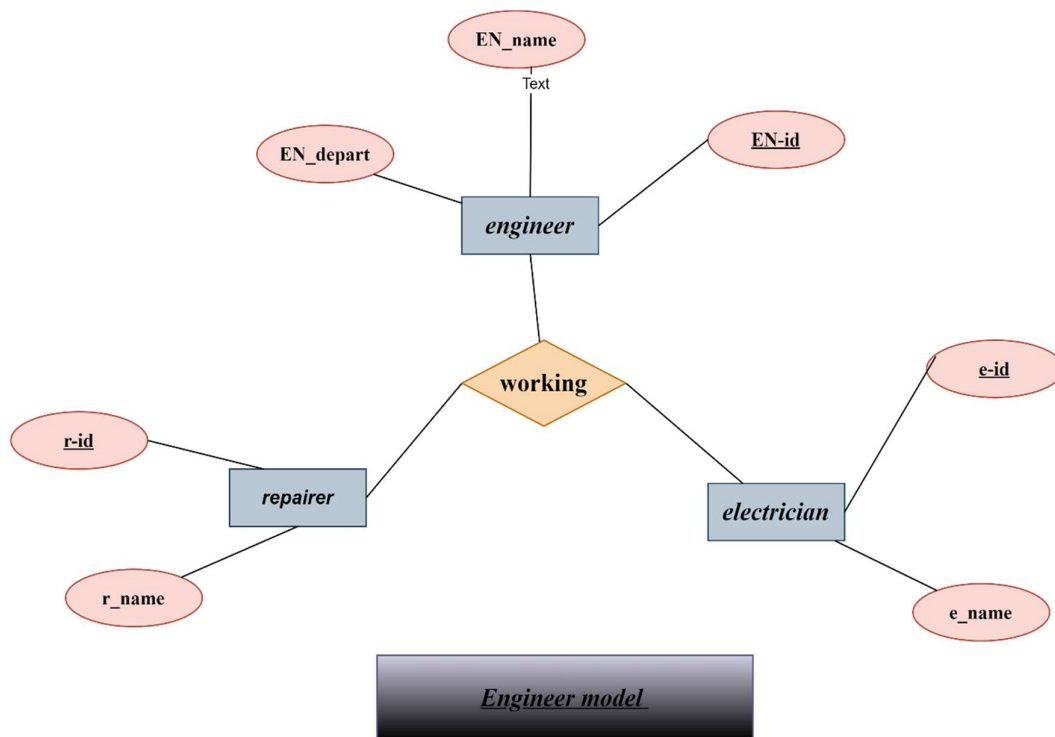 EN_name
Text
EN_depart
EN-id
engineer
working
e-id
r-id
repairer
electrician
r_name
e_name
Engineer model